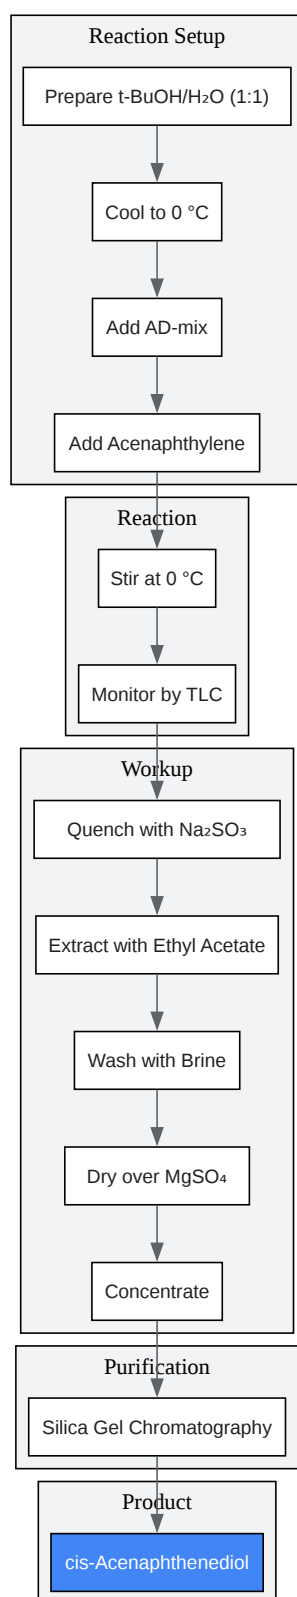 Reaction Setup
Prepare t-BuOH/H₂O (1:1)
Cool to 0 °C
Add AD-mix
Add Acenaphthylene
Reaction
Stir at 0 °C
Monitor by TLC
Workup
Quench with Na₂SO₃
Extract with Ethyl Acetate
Wash with Brine
Dry over MgSO₄
Concentrate
Purification
Silica Gel Chromatography
Product
cis-Acenaphthenediol